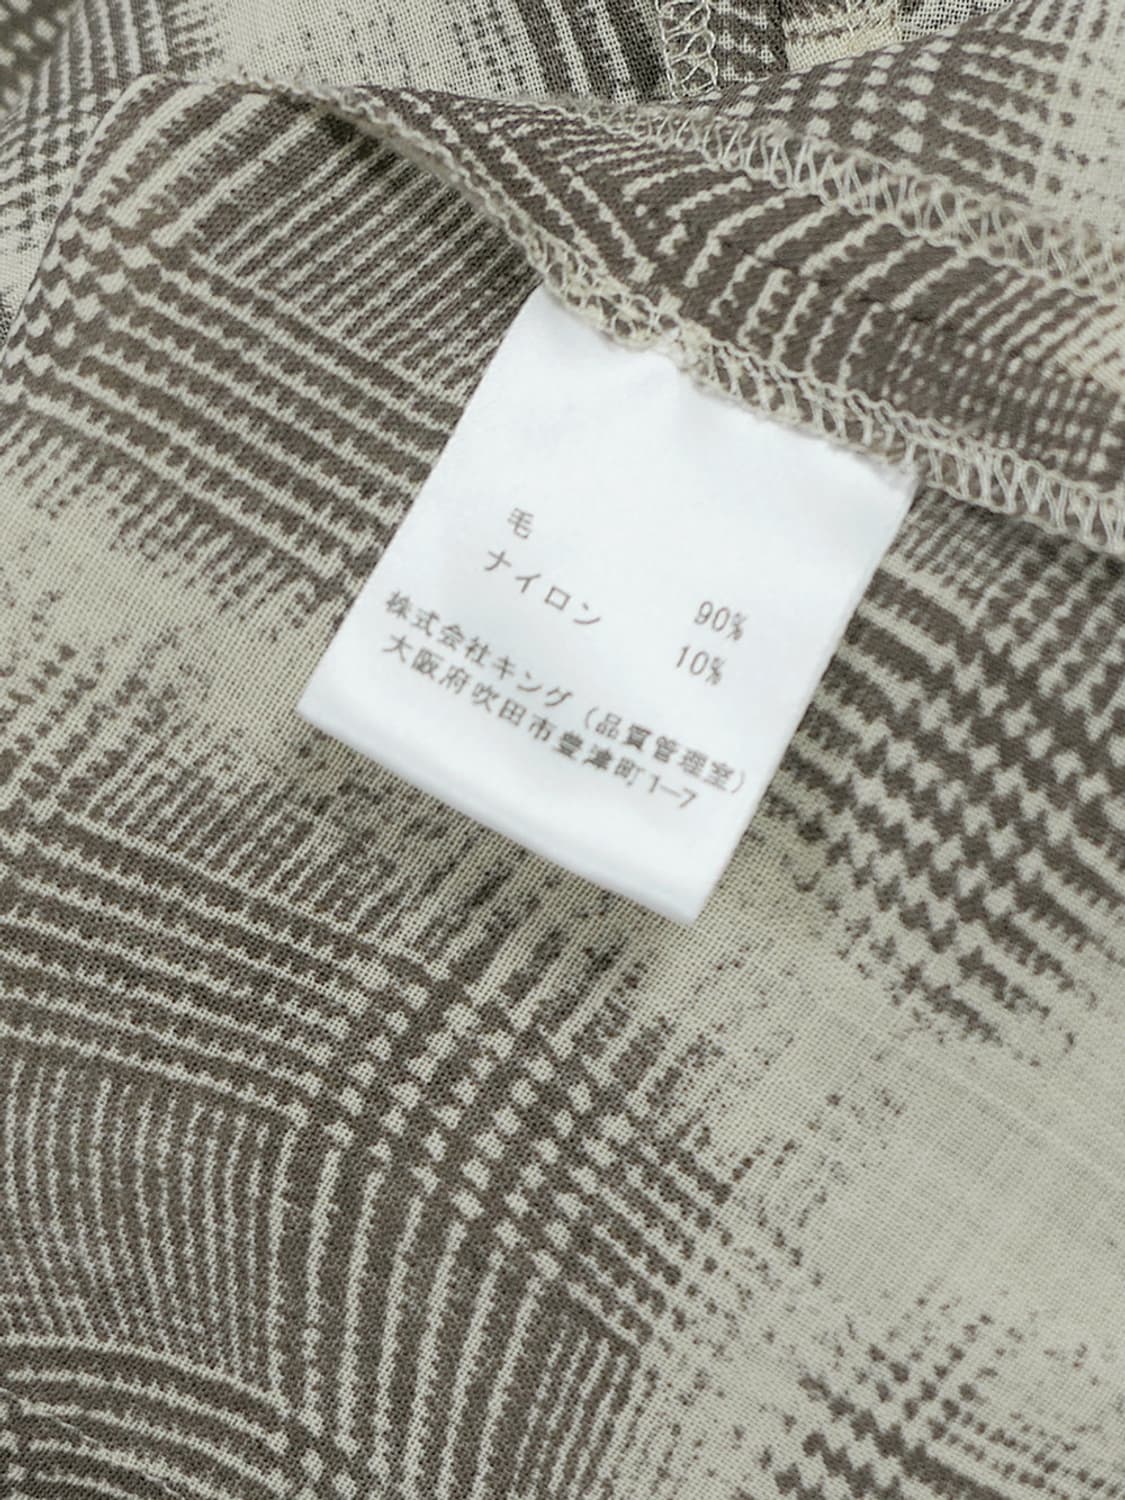 毛 90%
ナイロン 10%
株式会社キング（品質管理室）
大阪府吹田市豊津町1-7